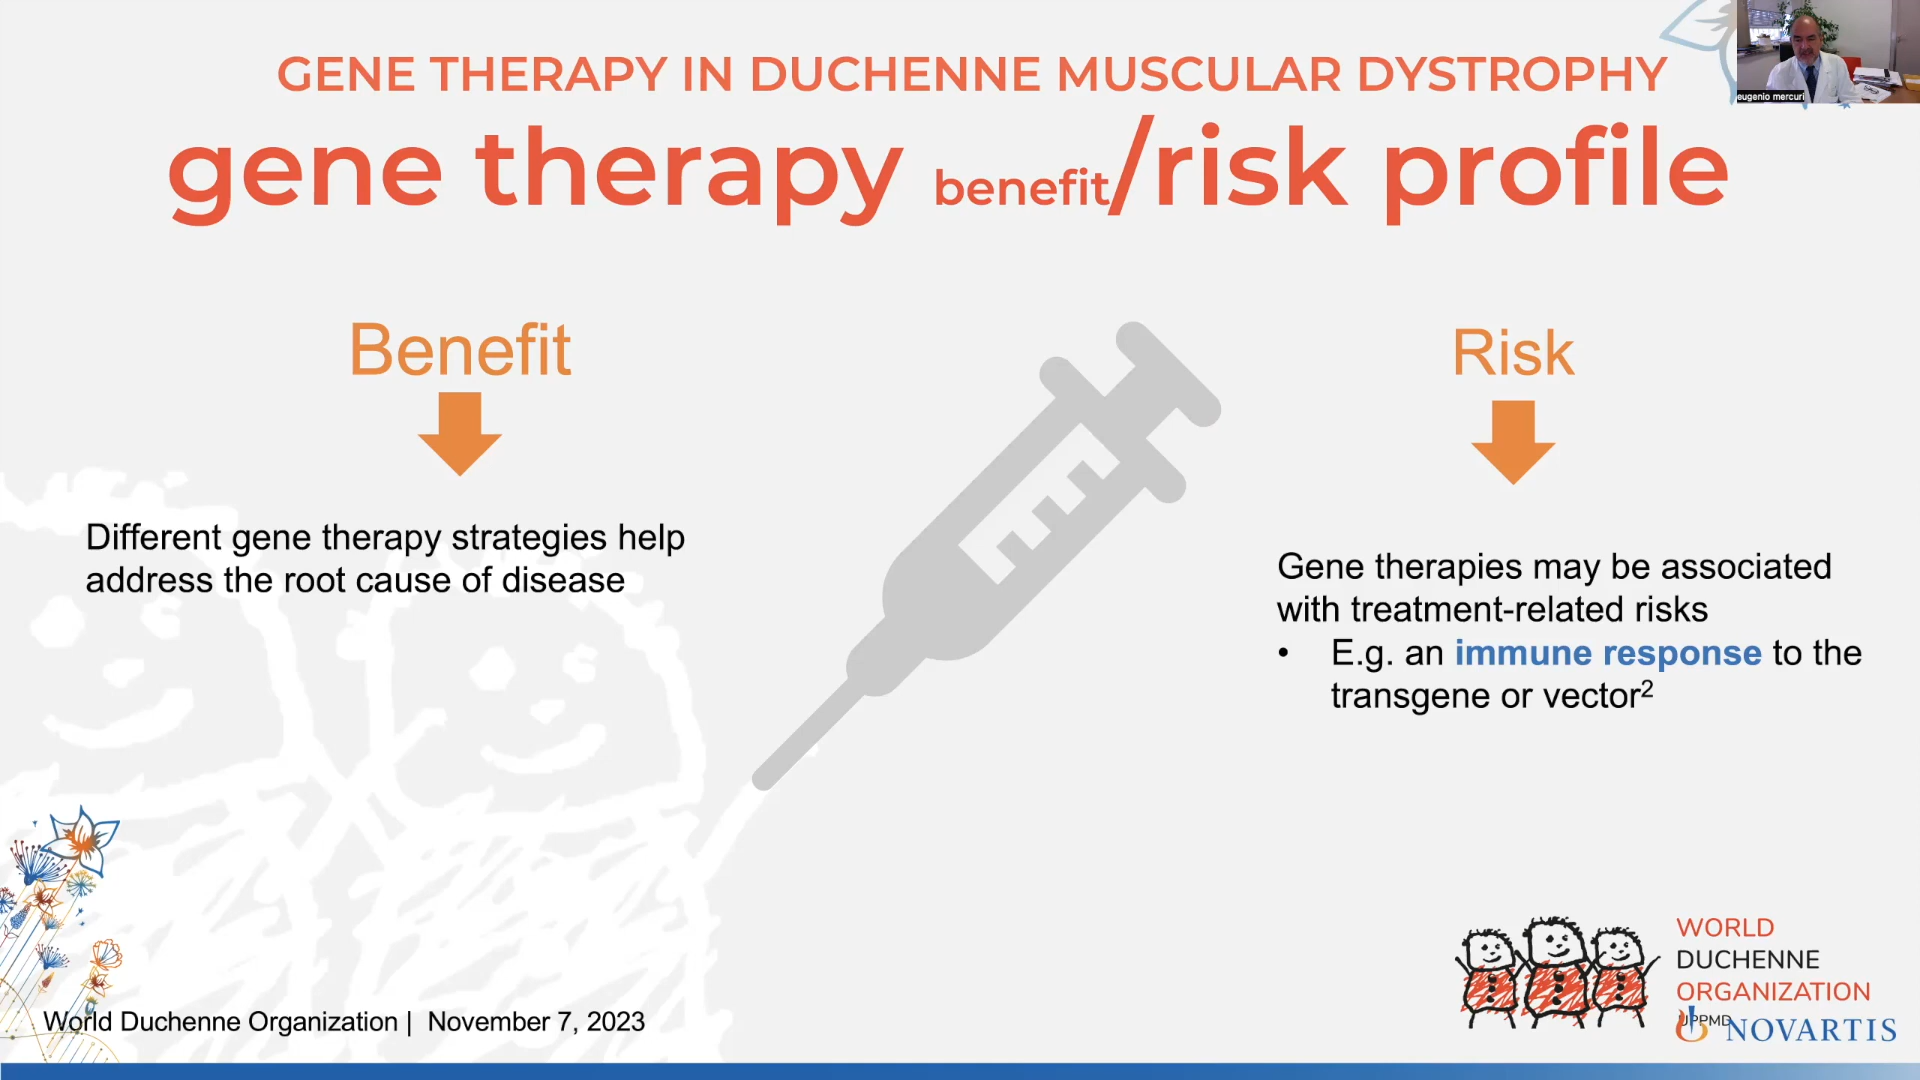 GENE THERAPY IN DUCHENNE MUSCULAR DYSTROPHY
gene therapy benefit/risk profile
eugenio mercuri
Benefit
Different gene therapy strategies help
address the root cause of disease
Risk
Gene therapies may be associated
with treatment-related risks
• E.g. an immune response to the
transgene or vector²
World Duchenne Organization | November 7, 2023
WORLD
DUCHENNE
ORGANIZATION
UPPMD
NOVARTIS